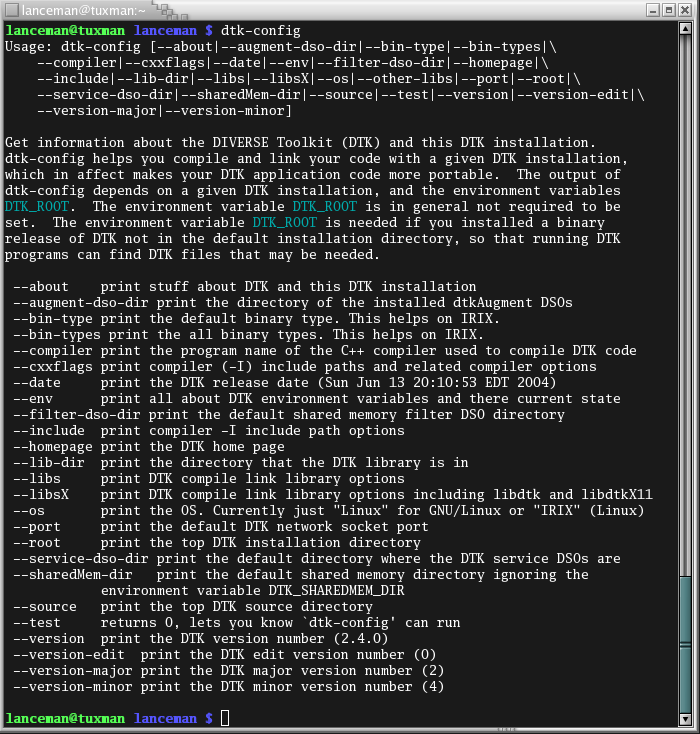 lanceman@tuxman:~
lanceman@tuxman lanceman $ dtk-config
Usage: dtk-config [--about|--augment-dso-dir|--bin-type|--bin-types|\
    --compiler|--cxxflags|--date|--env|--filter-dso-dir|--homepage|\
    --include|--lib-dir|--libs|--libsX|--os|--other-libs|--port|--root|\
    --service-dso-dir|--sharedMem-dir|--source|--test|--version|--version-edit|\
    --version-major|--version-minor]

Get information about the DIVERSE Toolkit (DTK) and this DTK installation.
dtk-config helps you compile and link your code with a given DTK installation,
which in affect makes your DTK application code more portable.  The output of
dtk-config depends on a given DTK installation, and the environment variables
DTK_ROOT.  The environment variable DTK_ROOT is in general not required to be
set.  The environment variable DTK_ROOT is needed if you installed a binary
release of DTK not in the default installation directory, so that running DTK
programs can find DTK files that may be needed.

 --about    print stuff about DTK and this DTK installation
 --augment-dso-dir print the directory of the installed dtkAugment DSOs
 --bin-type print the default binary type. This helps on IRIX.
 --bin-types print the all binary types. This helps on IRIX.
 --compiler print the program name of the C++ compiler used to compile DTK code
 --cxxflags print compiler (-I) include paths and related compiler options
 --date     print the DTK release date (Sun Jun 13 20:10:53 EDT 2004)
 --env      print all about DTK environment variables and there current state
 --filter-dso-dir print the default shared memory filter DSO directory
 --include  print compiler -I include path options
 --homepage print the DTK home page
 --lib-dir  print the directory that the DTK library is in
 --libs     print DTK compile link library options
 --libsX    print DTK compile link library options including libdtk and libdtkX11
 --os       print the OS. Currently just "Linux" for GNU/Linux or "IRIX" (Linux)
 --port     print the default DTK network socket port
 --root     print the top DTK installation directory
 --service-dso-dir print the default directory where the DTK service DSOs are
 --sharedMem-dir   print the default shared memory directory ignoring the
            environment variable DTK_SHAREDMEM_DIR
 --source   print the top DTK source directory
 --test     returns 0, lets you know `dtk-config' can run
 --version  print the DTK version number (2.4.0)
 --version-edit  print the DTK edit version number (0)
 --version-major print the DTK major version number (2)
 --version-minor print the DTK minor version number (4)

lanceman@tuxman lanceman $